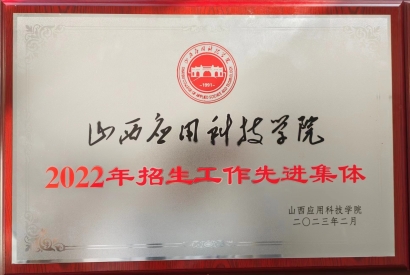 1991
山西应用科技学院
2022年招生工作先进集体
山西应用科技学院
二〇二三年二月